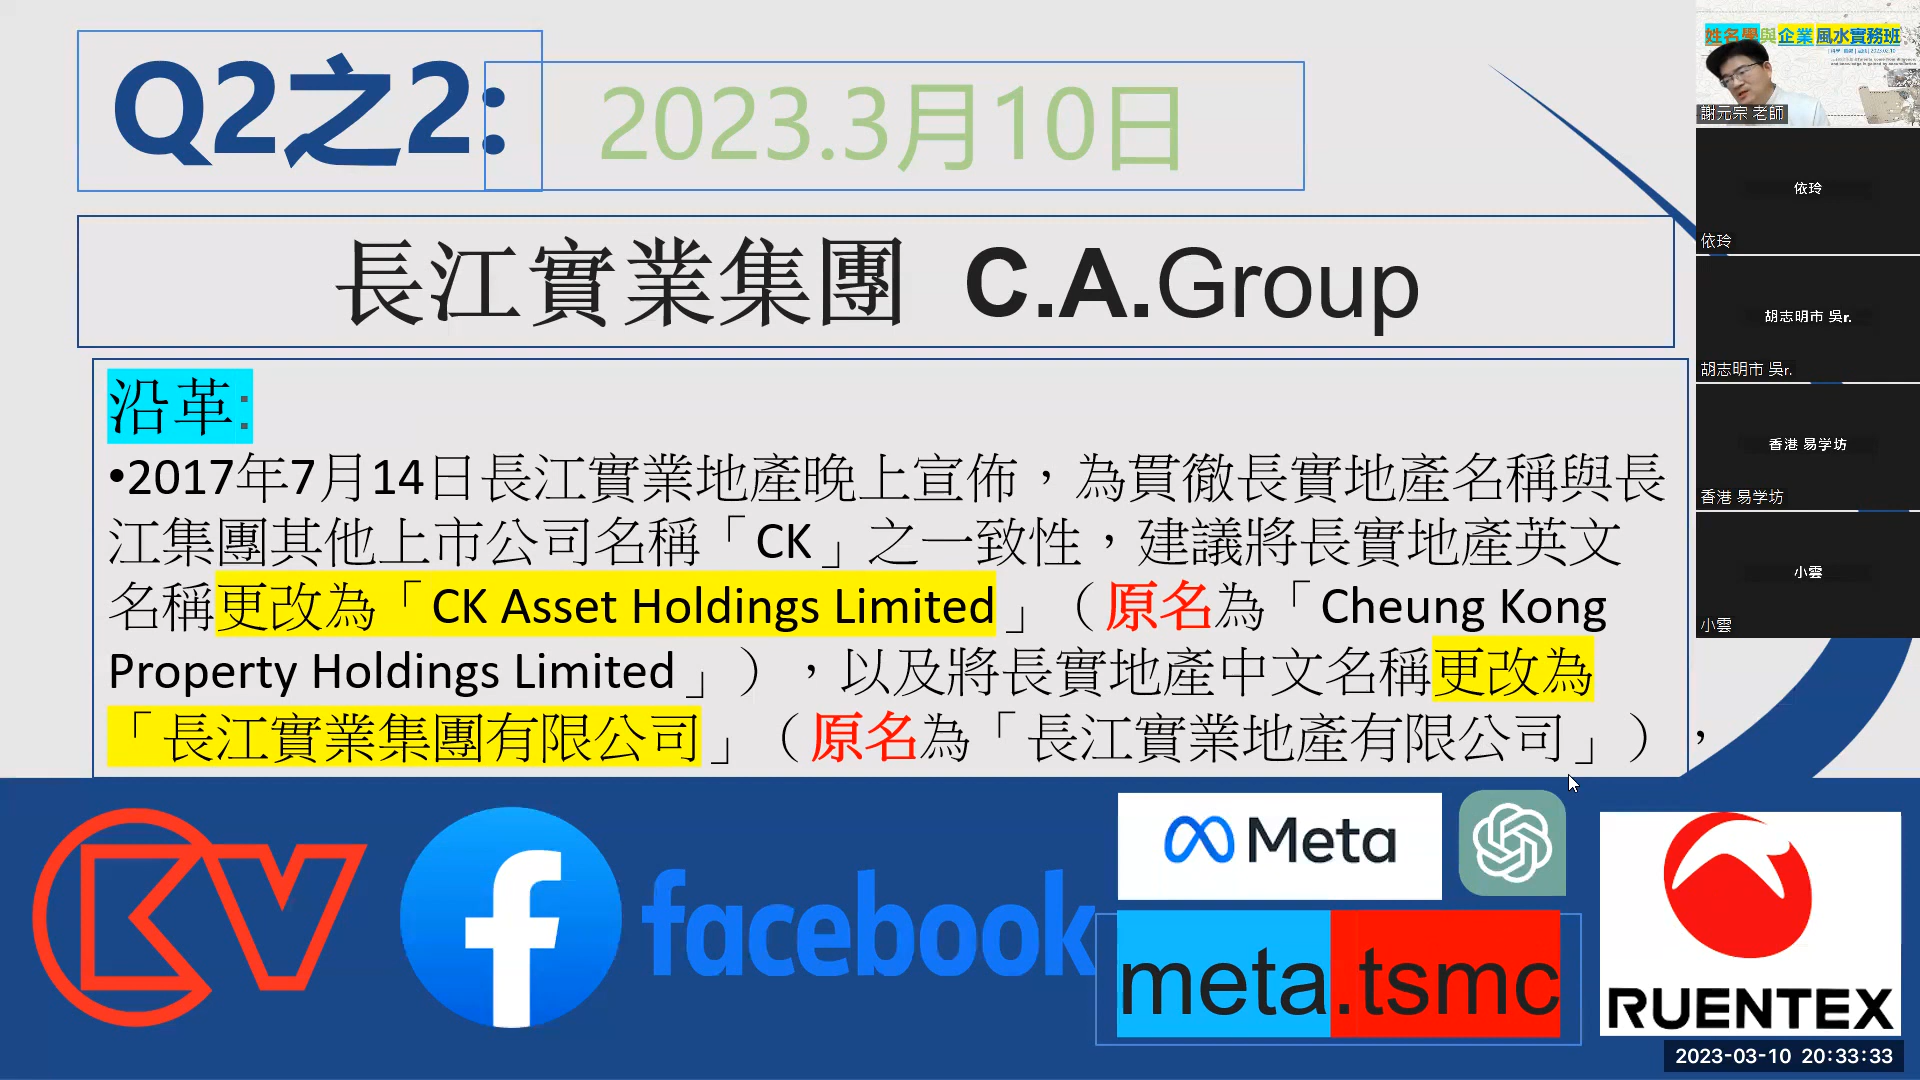 Q2之2:
2023.3月10日
長江實業集團 C.A.Group
沿革:
•2017年7月14日長江實業地產晚上宣佈，為貫徹長實地產名稱與長
江集團其他上市公司名稱「CK」之一致性，建議將長實地產英文
名稱更改為「CK Asset Holdings Limited」（原名為「Cheung Kong
Property Holdings Limited」），以及將長實地產中文名稱更改為
「長江實業集團有限公司」（原名為「長江實業地產有限公司」），
facebook
Meta
meta.tsmc
RUENTEX
2023-03-10 20:33:33
姓名學與企業風水實務班
謝元宗 老師
依玲
依玲
胡志明市 吳r.
胡志明市 吳r.
香港 易学坊
香港 易学坊
小雲
小雲